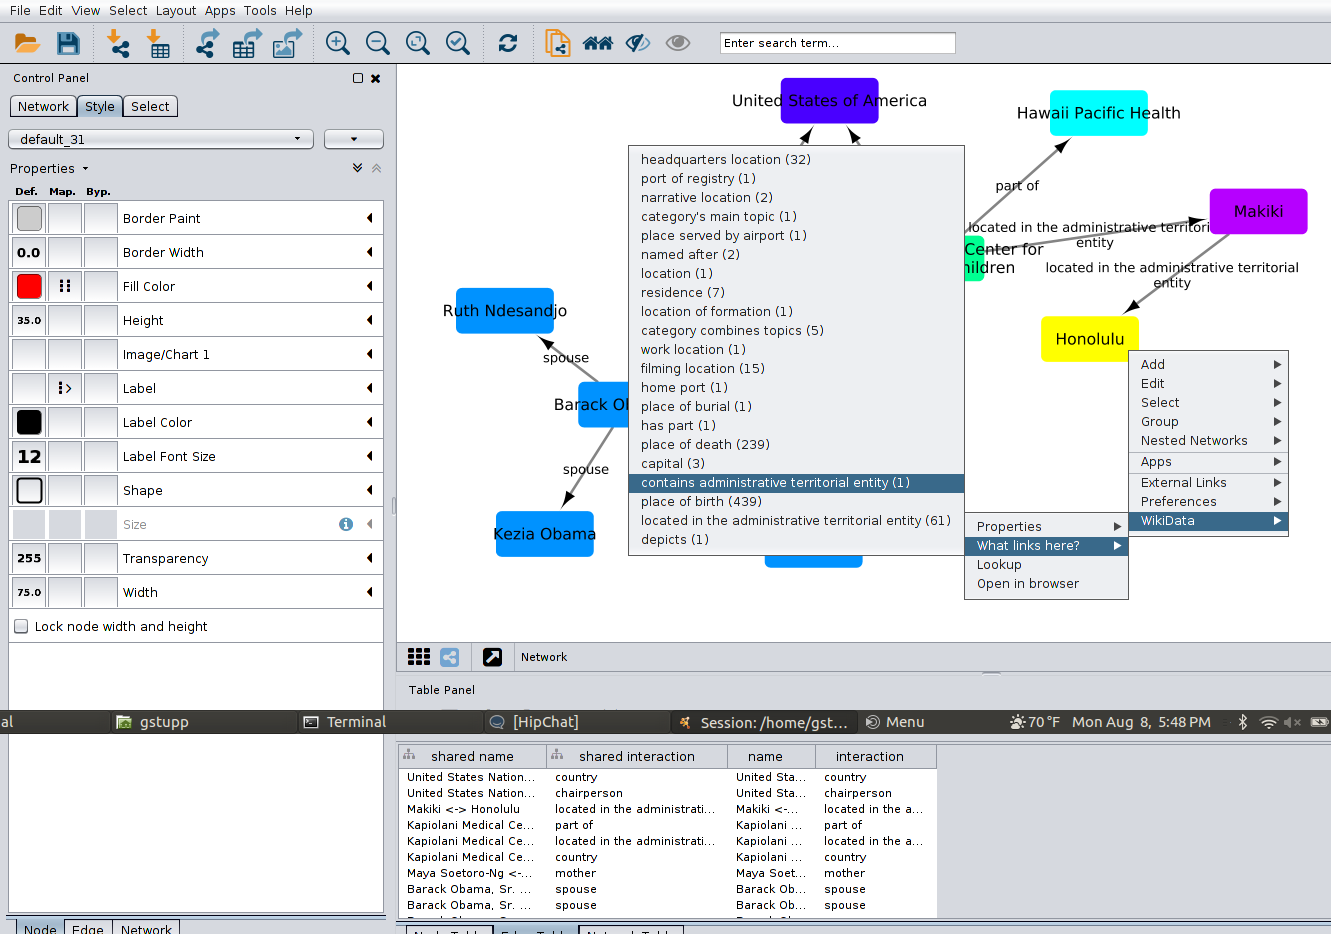 File Edit View Select Layout Apps Tools Help
Enter search term...
Control Panel
Network Style Select
default_31
Properties
Def. Map. Byp.
Border Paint
0.0 Border Width
Fill Color
35.0 Height
Image/Chart 1
Label
Label Color
12 Label Font Size
Shape
Size
255 Transparency
75.0 Width
Lock node width and height
United States of America
Hawaii Pacific Health
part of
Makiki
located in the administrative territori
entity
Center for
hildren
located in the administrative territorial
entity
Honolulu
Ruth Ndesandjo
spouse
Barack Ol
spouse
Kezia Obama
headquarters location (32)
port of registry (1)
narrative location (2)
category's main topic (1)
place served by airport (1)
named after (2)
location (1)
residence (7)
location of formation (1)
category combines topics (5)
work location (1)
filming location (15)
home port (1)
place of burial (1)
has part (1)
place of death (239)
capital (3)
contains administrative territorial entity (1)
place of birth (439)
located in the administrative territorial entity (61)
depicts (1)
Add
Edit
Select
Group
Nested Networks
Apps
External Links
Preferences
WikiData
Properties
What links here?
Lookup
Open in browser
Network
Table Panel
al gstupp Terminal [HipChat] Session: /home/gst... Menu 70 °F Mon Aug 8, 5:48 PM
shared name shared interaction name interaction
United States Nation... country United Sta... country
United States Nation... chairperson United Sta... chairperson
Makiki <-> Honolulu located in the administrati... Makiki <-... located in the a...
Kapiolani Medical Ce... part of Kapiolani ... part of
Kapiolani Medical Ce... located in the administrati... Kapiolani ... located in the a...
Kapiolani Medical Ce... country Kapiolani ... country
Maya Soetoro-Ng <-... mother Maya Soet... mother
Barack Obama, Sr. ... spouse Barack Ob... spouse
Barack Obama, Sr. ... spouse Barack Ob... spouse
Node Edge Network